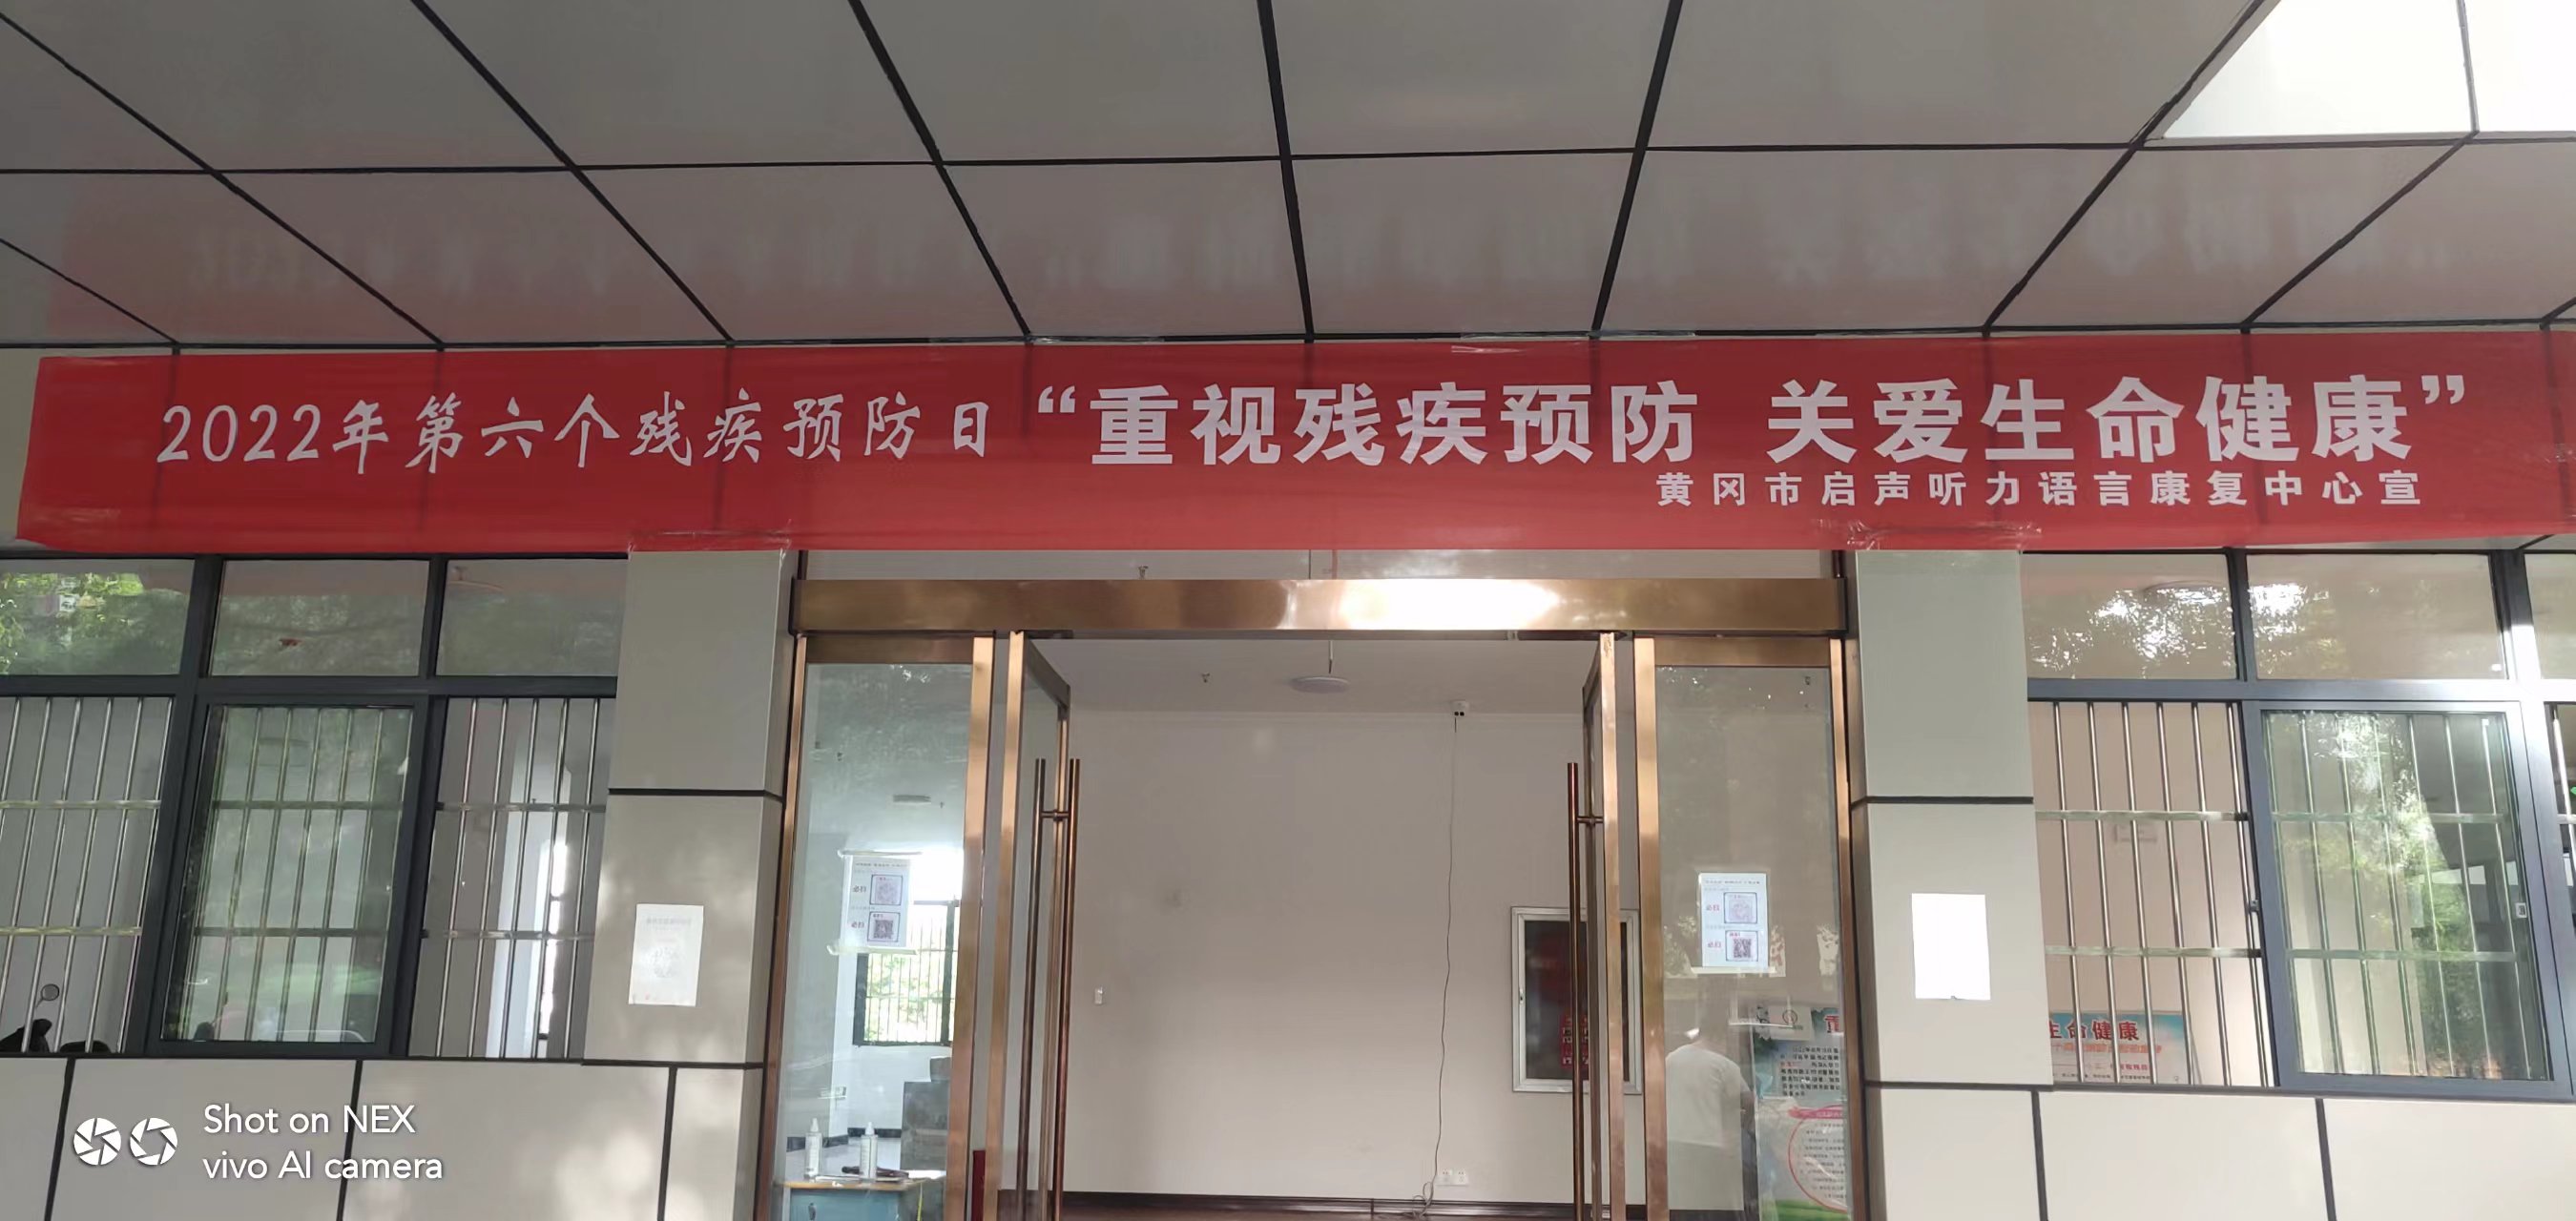 2022年第六个残疾预防日“重视残疾预防 关爱生命健康”
黄冈市启声听力语言康复中心宣
生命健康
Shot on NEX
vivo AI camera